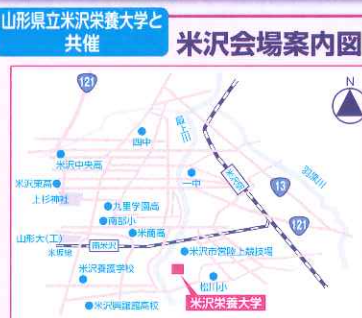 山形県立米沢栄養大学と
共催
米沢会場案内図
N
121
四中
最上川
米沢中央高
米沢駅
羽黒川
米沢東高
一中
13
上杉神社
九里学園高
121
南部小
米商高
山形大(工)
南米沢
米沢市営陸上競技場
米坂線
米沢養護学校
松川小
米沢栄養大学
米沢興譲館高校